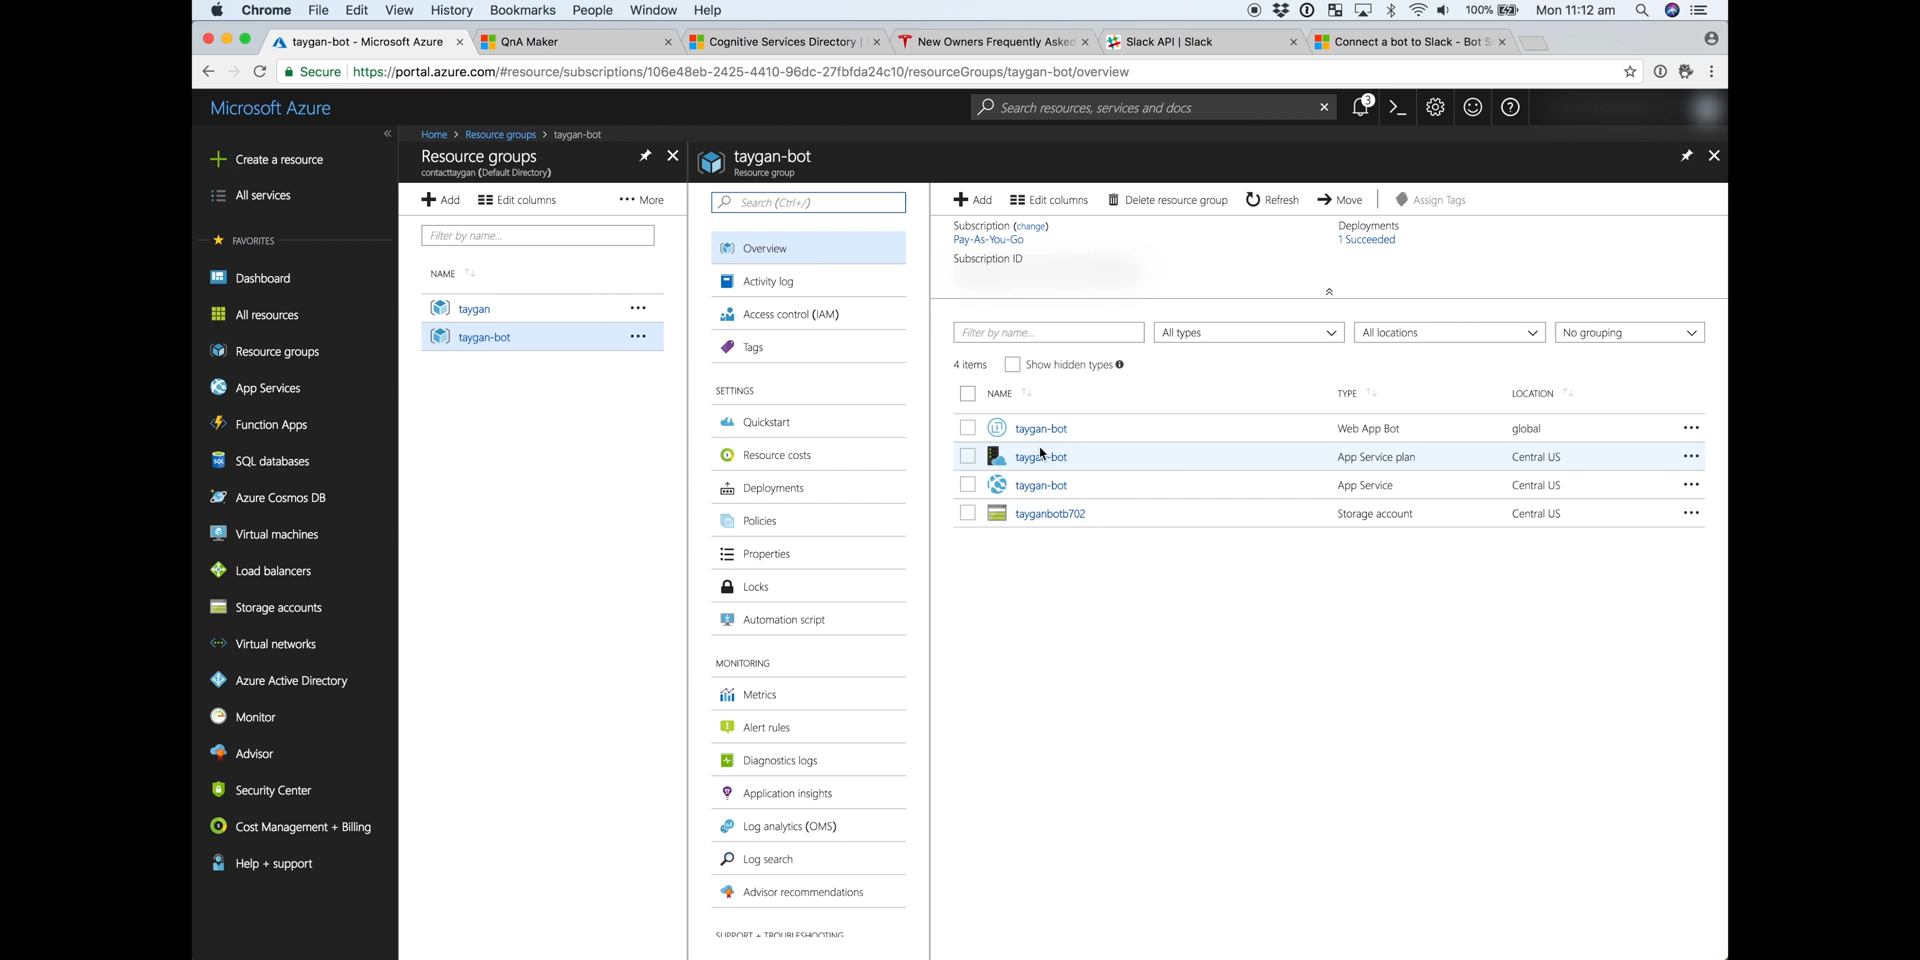 Chrome File Edit View History Bookmarks People Window Help 100% Mon 11:12 am
taygan-bot - Microsoft Azure QnA Maker Cognitive Services Directory | New Owners Frequently Asked Slack API | Slack Connect a bot to Slack - Bot S
Secure https://portal.azure.com/#resource/subscriptions/106e48eb-2425-4410-96dc-27fbfda24c10/resourceGroups/taygan-bot/overview
Microsoft Azure
Search resources, services and docs
3
Home > Resource groups > taygan-bot
Create a resource
All services
FAVORITES
Dashboard
All resources
Resource groups
App Services
Function Apps
SQL databases
Azure Cosmos DB
Virtual machines
Load balancers
Storage accounts
Virtual networks
Azure Active Directory
Monitor
Advisor
Security Center
Cost Management + Billing
Help + support
Resource groups
contacttaygan (Default Directory)
Add Edit columns More
Filter by name...
NAME
taygan
taygan-bot
taygan-bot
Resource group
Search (Ctrl+/)
Overview
Activity log
Access control (IAM)
Tags
SETTINGS
Quickstart
Resource costs
Deployments
Policies
Properties
Locks
Automation script
MONITORING
Metrics
Alert rules
Diagnostics logs
Application insights
Log analytics (OMS)
Log search
Advisor recommendations
SUPPORT + TROUBLESHOOTING
Add Edit columns Delete resource group Refresh Move Assign Tags
Subscription (change)
Pay-As-You-Go
Subscription ID
Deployments
1 Succeeded
Filter by name... All types All locations No grouping
4 items Show hidden types
NAME TYPE LOCATION
taygan-bot Web App Bot global
taygan-bot App Service plan Central US
taygan-bot App Service Central US
tayganbotb702 Storage account Central US